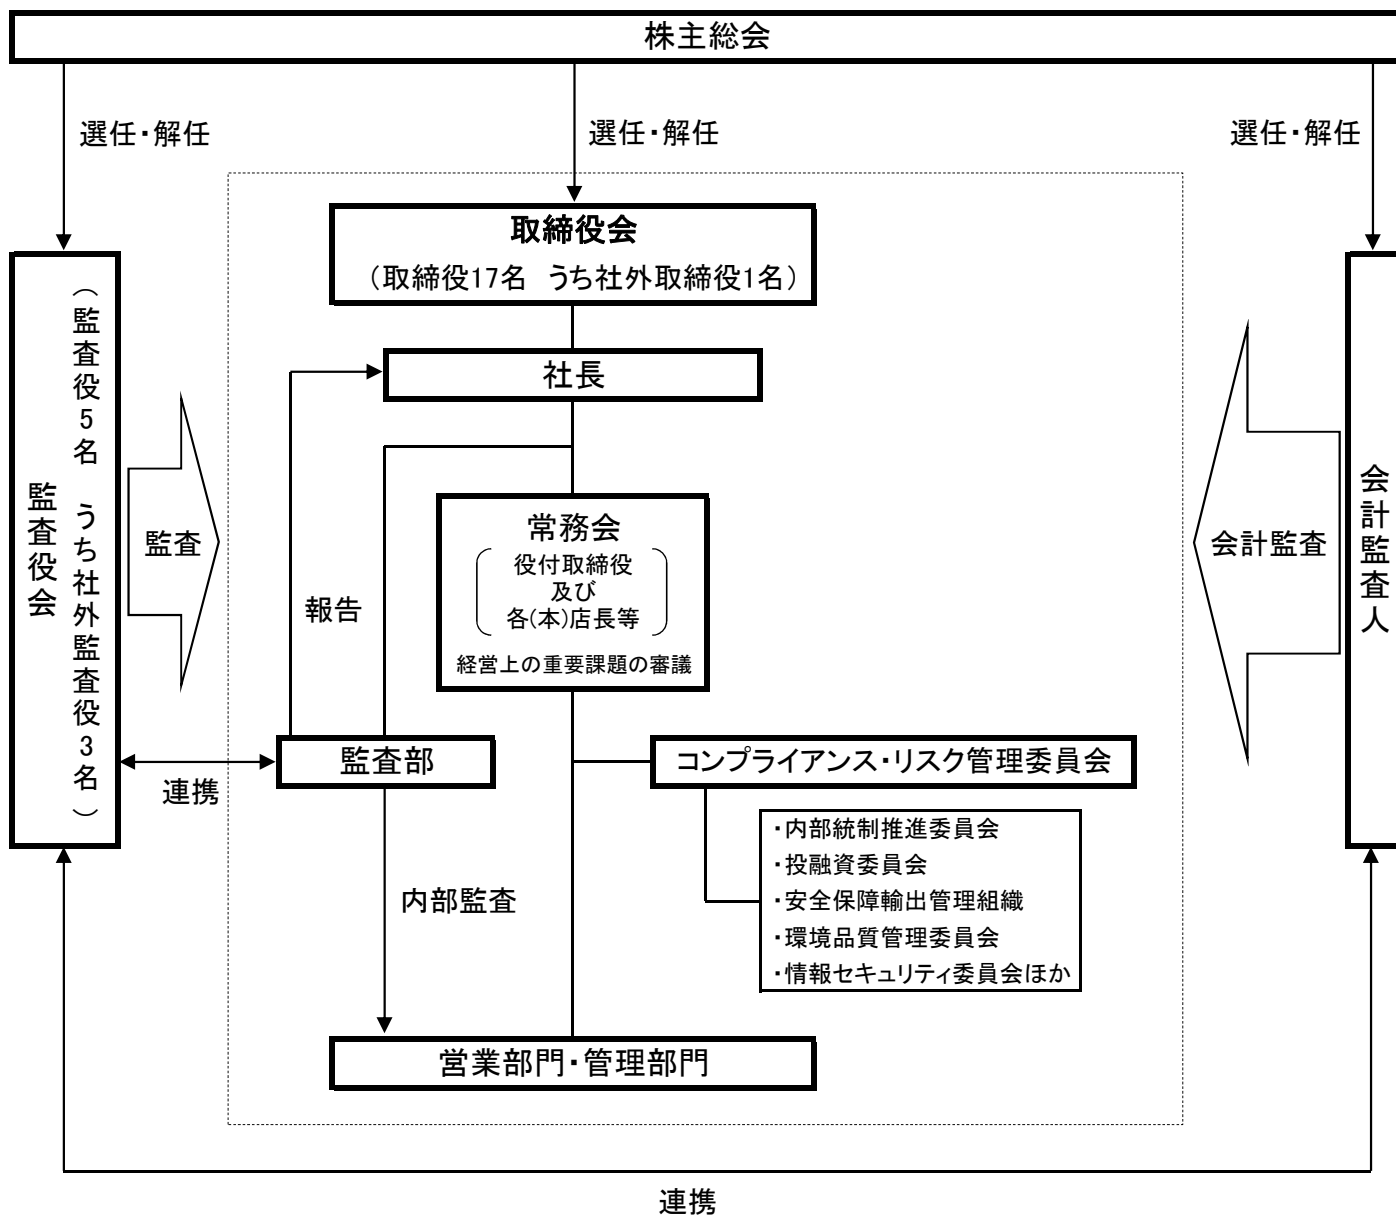 株主総会
選任・解任
選任・解任
選任・解任
取締役会
（取締役17名　うち社外取締役1名）
社長
監査役会
（監査役5名　うち社外監査役3名）
監査
報告
常務会
役付取締役
及び
各(本)店長等
経営上の重要課題の審議
会計監査
会計監査人
監査部
連携
コンプライアンス・リスク管理委員会
・内部統制推進委員会
・投融資委員会
・安全保障輸出管理組織
・環境品質管理委員会
・情報セキュリティ委員会ほか
内部監査
営業部門・管理部門
連携